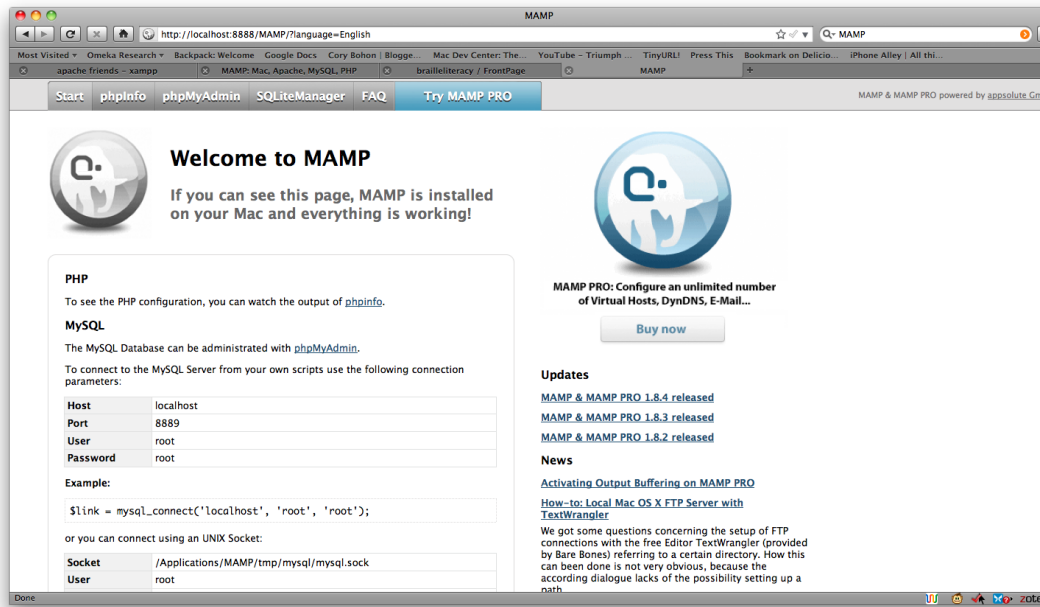 MAMP
http://localhost:8888/MAMP/?language=English
MAMP
Most Visited ▾ Omeka Research ▾ Backpack: Welcome Google Docs Cory Bohon | Blogge... Mac Dev Center: The... YouTube - Triumph ... TinyURL! Press This Bookmark on Delicio... iPhone Alley | All thi...
apache friends - xampp MAMP: Mac, Apache, MySQL, PHP brailleliteracy / FrontPage MAMP +
Start phpInfo phpMyAdmin SQLiteManager FAQ Try MAMP PRO
MAMP & MAMP PRO powered by appsolute Gm
Welcome to MAMP
If you can see this page, MAMP is installed
on your Mac and everything is working!
PHP
To see the PHP configuration, you can watch the output of phpinfo.
MySQL
The MySQL Database can be administrated with phpMyAdmin.
To connect to the MySQL Server from your own scripts use the following connection
parameters:
Host localhost
Port 8889
User root
Password root
Example:
$link = mysql_connect('localhost', 'root', 'root');
or you can connect using an UNIX Socket:
Socket /Applications/MAMP/tmp/mysql/mysql.sock
User root
MAMP PRO: Configure an unlimited number
of Virtual Hosts, DynDNS, E-Mail...
Buy now
Updates
MAMP & MAMP PRO 1.8.4 released
MAMP & MAMP PRO 1.8.3 released
MAMP & MAMP PRO 1.8.2 released
News
Activating Output Buffering on MAMP PRO
How-to: Local Mac OS X FTP Server with
TextWrangler
We got some questions concerning the setup of FTP
connections with the free Editor TextWrangler (provided
by Bare Bones) referring to a certain directory. How this
can been done is not very obvious, because the
according dialogue lacks of the possibility setting up a
path
Done
zote